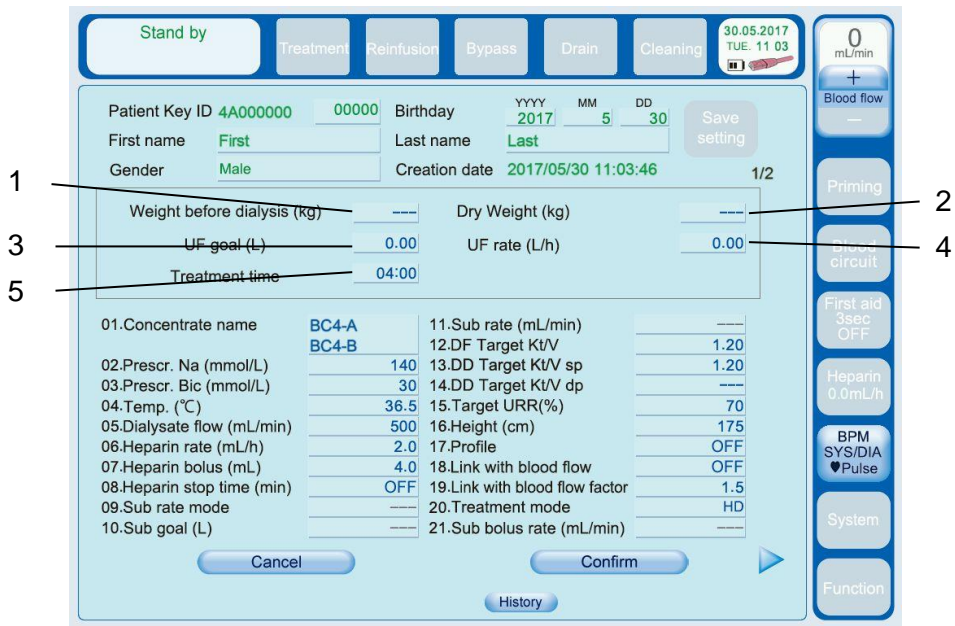 Stand by
Treatment
Reinfusion
Bypass
Drain
Cleaning
30.05.2017
TUE. 11 03
0
mL/min
+
Blood flow
—
Patient Key ID 4A000000 00000 Birthday YYYY 2017 MM 5 DD 30
Save
setting
First name First Last name Last
Gender Male Creation date 2017/05/30 11:03:46
1/2
1
Weight before dialysis (kg) --- Dry Weight (kg) ---
2
3
UF goal (L) 0.00 UF rate (L/h) 0.00
4
5
Treatment time 04:00
01.Concentrate name BC4-A
BC4-B
02.Prescr. Na (mmol/L) 140
03.Prescr. Bic (mmol/L) 30
04.Temp. (℃) 36.5
05.Dialysate flow (mL/min) 500
06.Heparin rate (mL/h) 2.0
07.Heparin bolus (mL) 4.0
08.Heparin stop time (min) OFF
09.Sub rate mode ---
10.Sub goal (L) ---
11.Sub rate (mL/min) ---
12.DF Target Kt/V 1.20
13.DD Target Kt/V sp 1.20
14.DD Target Kt/V dp ---
15.Target URR(%) 70
16.Height (cm) 175
17.Profile OFF
18.Link with blood flow OFF
19.Link with blood flow factor 1.5
20.Treatment mode HD
21.Sub bolus rate (mL/min) ---
Cancel
Confirm
History
Priming
Blood
circuit
First aid
3sec
OFF
Heparin
0.0mL/h
BPM
SYS/DIA
♥Pulse
System
Function